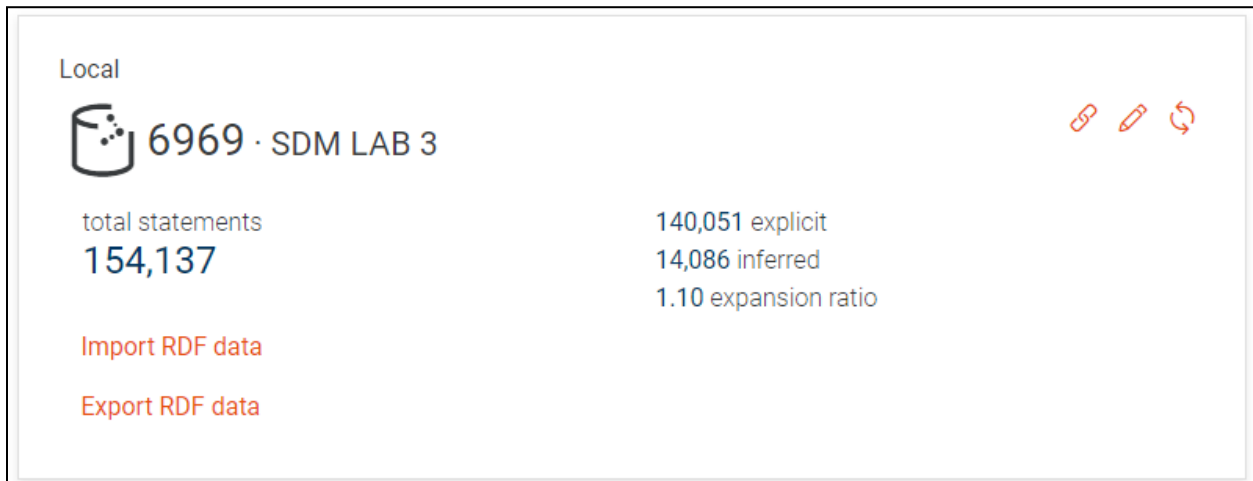 Local
6969 · SDM LAB 3
total statements
154,137
140,051 explicit
14,086 inferred
1.10 expansion ratio
Import RDF data
Export RDF data